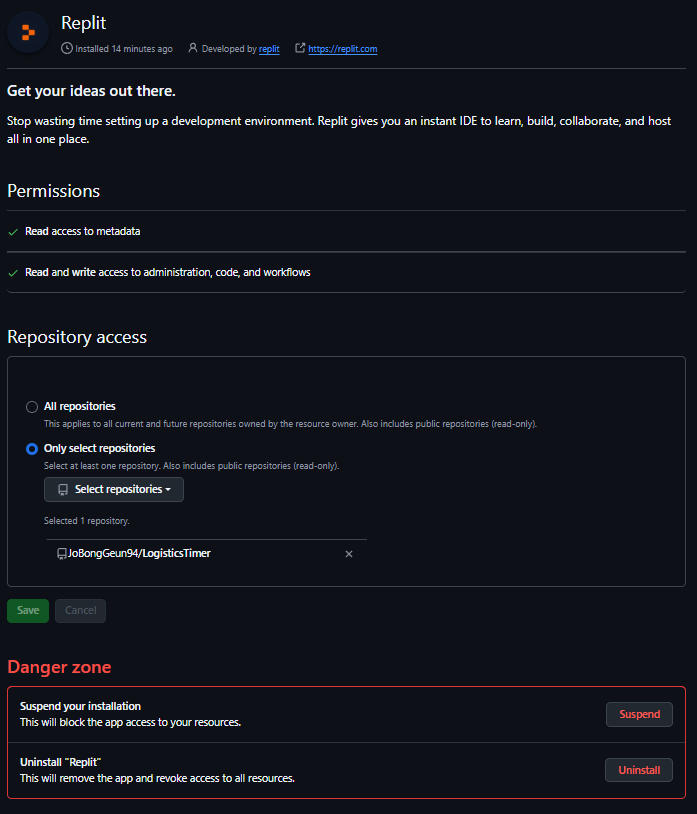 Replit
Installed 14 minutes ago Developed by replit https://replit.com
Get your ideas out there.
Stop wasting time setting up a development environment. Replit gives you an instant IDE to learn, build, collaborate, and host
all in one place.
Permissions
Read access to metadata
Read and write access to administration, code, and workflows
Repository access
All repositories
This applies to all current and future repositories owned by the resource owner. Also includes public repositories (read-only).
Only select repositories
Select at least one repository. Also includes public repositories (read-only).
Select repositories
Selected 1 repository.
JoBongGeun94/LogisticsTimer
Save Cancel
Danger zone
Suspend your installation
This will block the app access to your resources.
Suspend
Uninstall "Replit"
This will remove the app and revoke access to all resources.
Uninstall